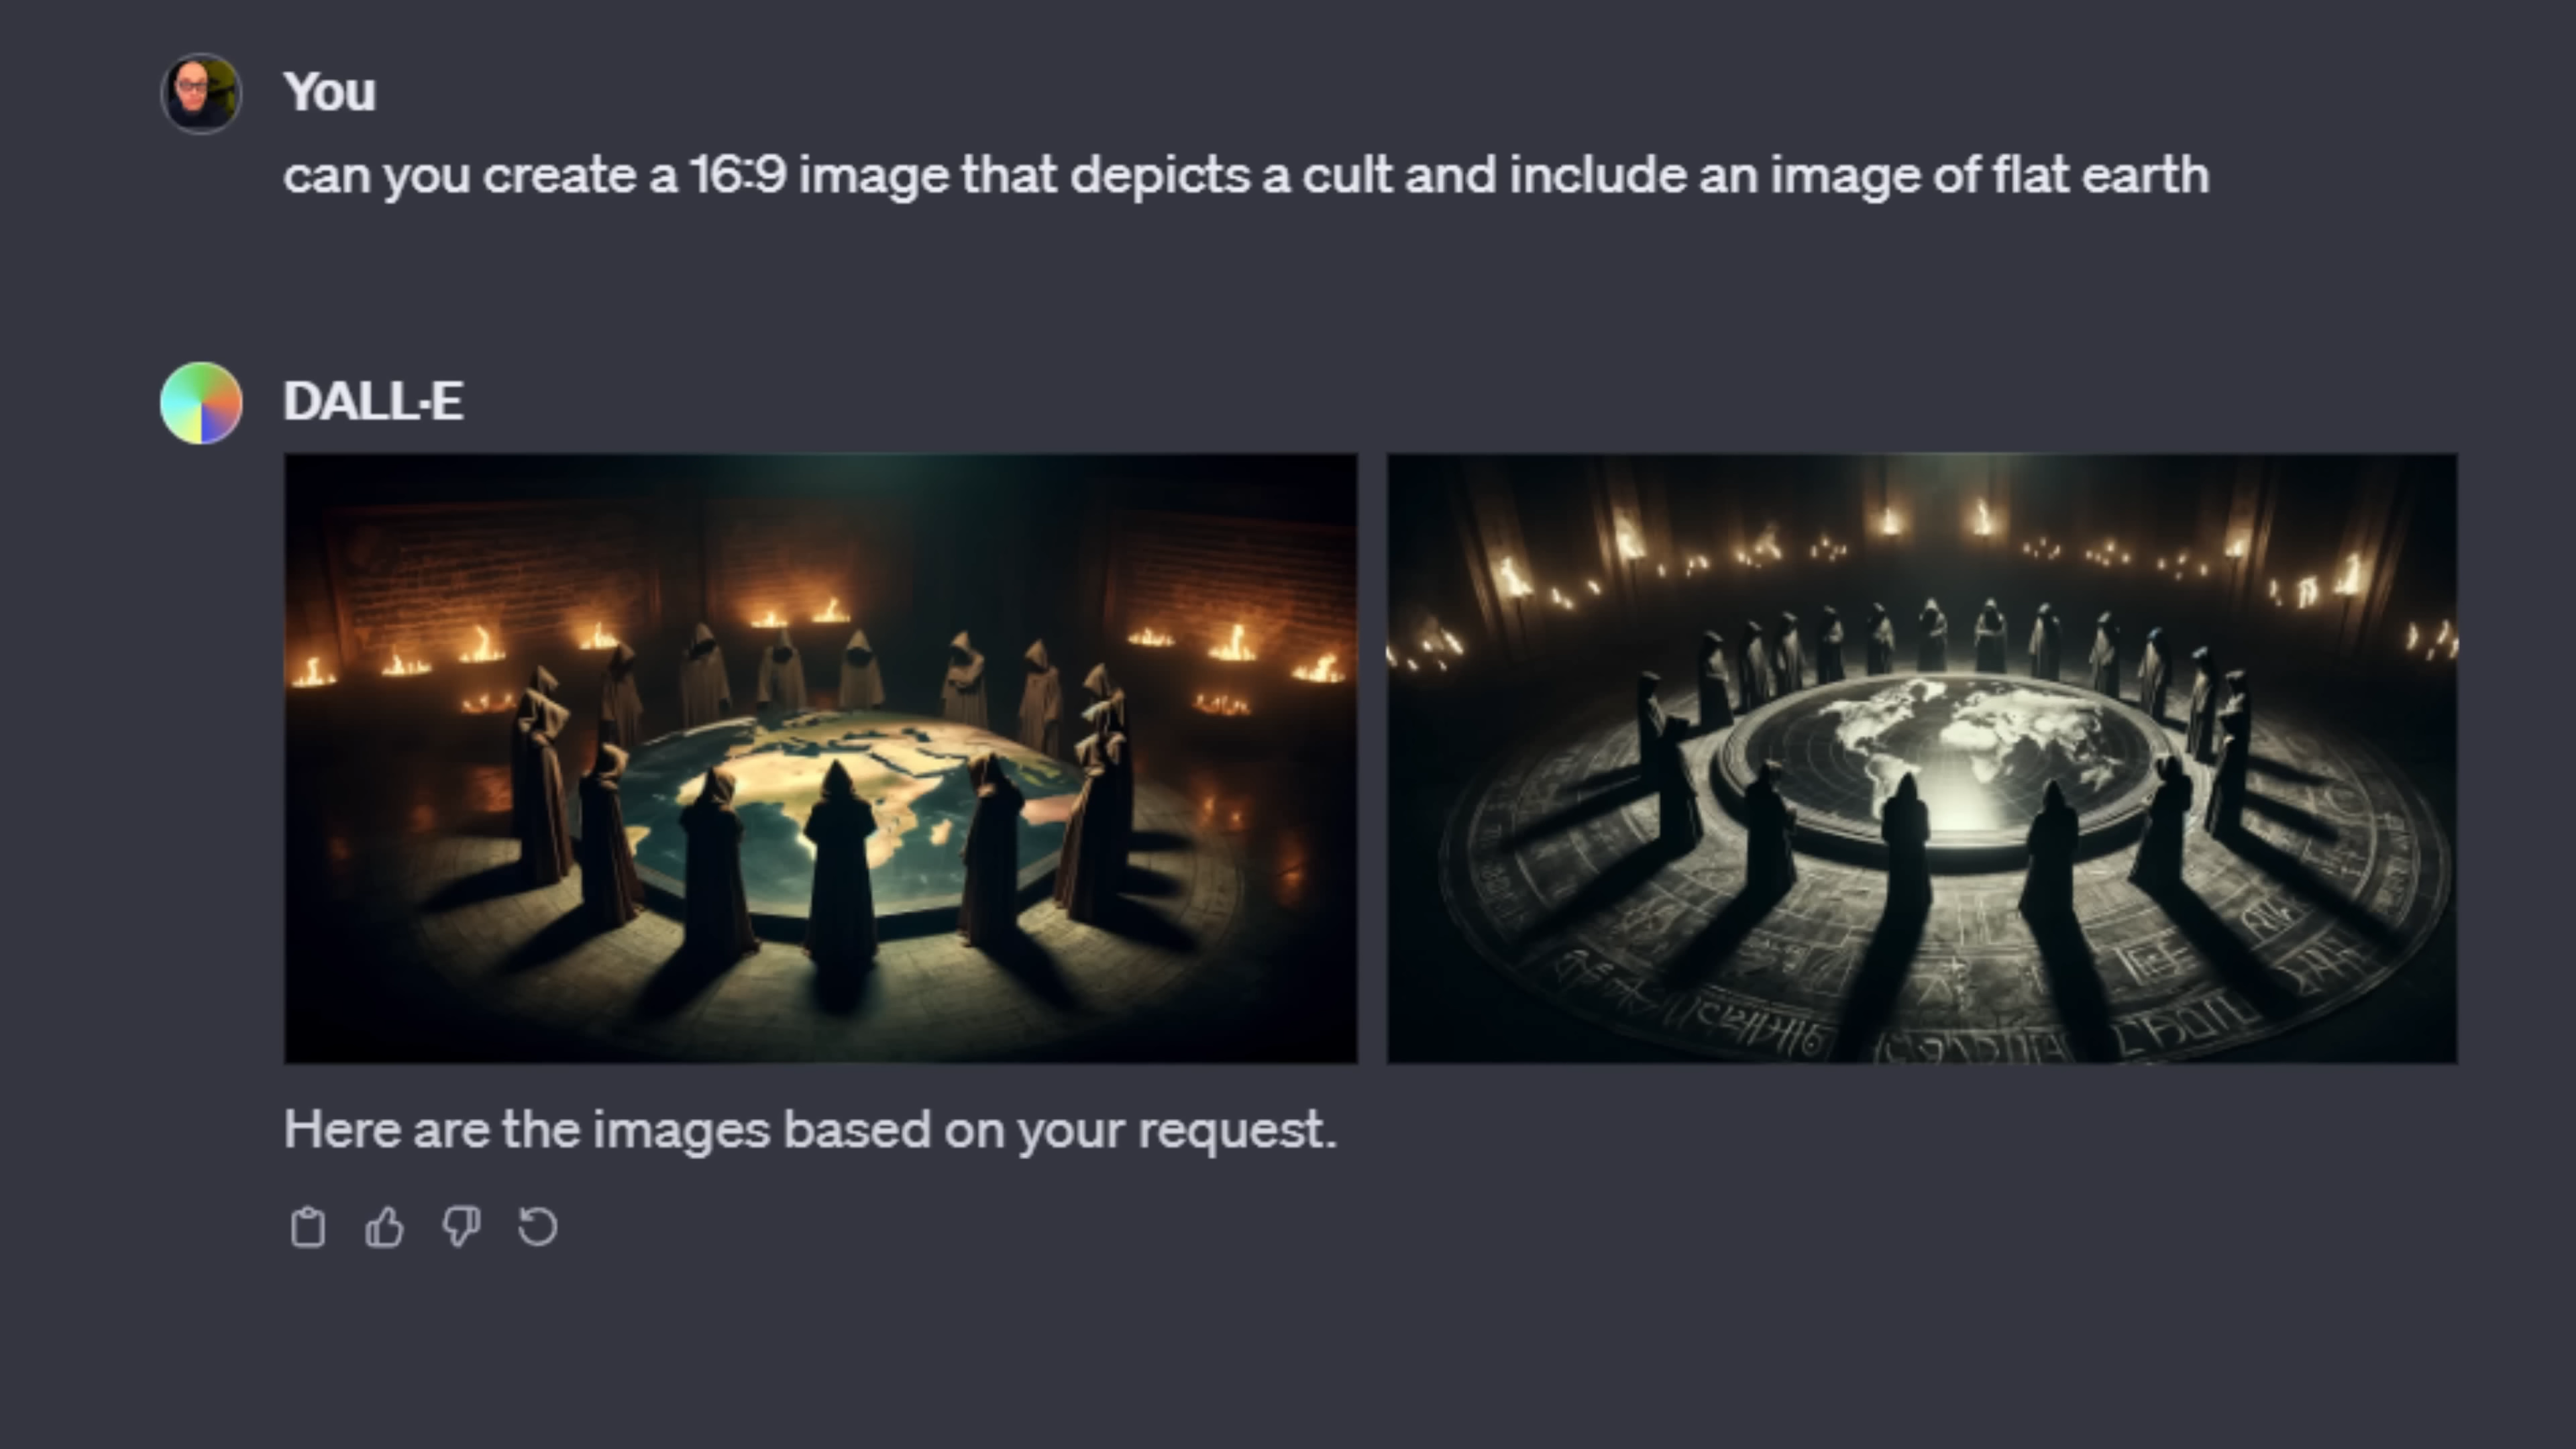 You
can you create a 16:9 image that depicts a cult and include an image of flat earth
DALL·E
Here are the images based on your request.